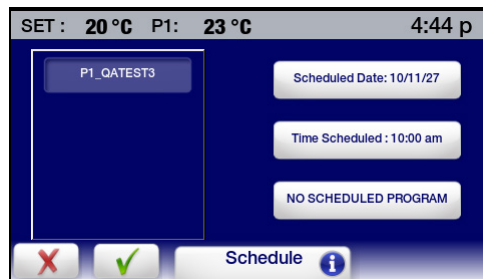 SET : 20 °C P1: 23 °C 4:44 p
P1_QATEST3
Scheduled Date: 10/11/27
Time Scheduled : 10:00 am
NO SCHEDULED PROGRAM
Schedule i